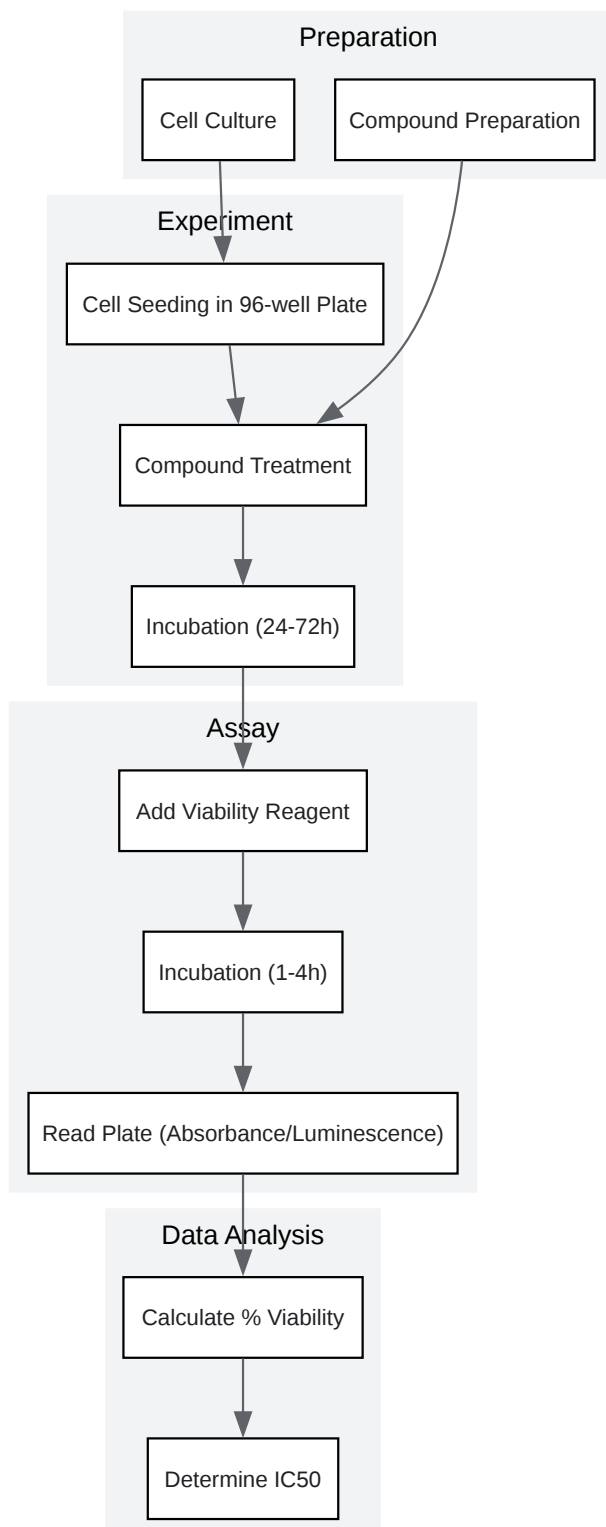 Preparation
Cell Culture
Compound Preparation
Experiment
Cell Seeding in 96-well Plate
Compound Treatment
Incubation (24-72h)
Assay
Add Viability Reagent
Incubation (1-4h)
Read Plate (Absorbance/Luminescence)
Data Analysis
Calculate % Viability
Determine IC50